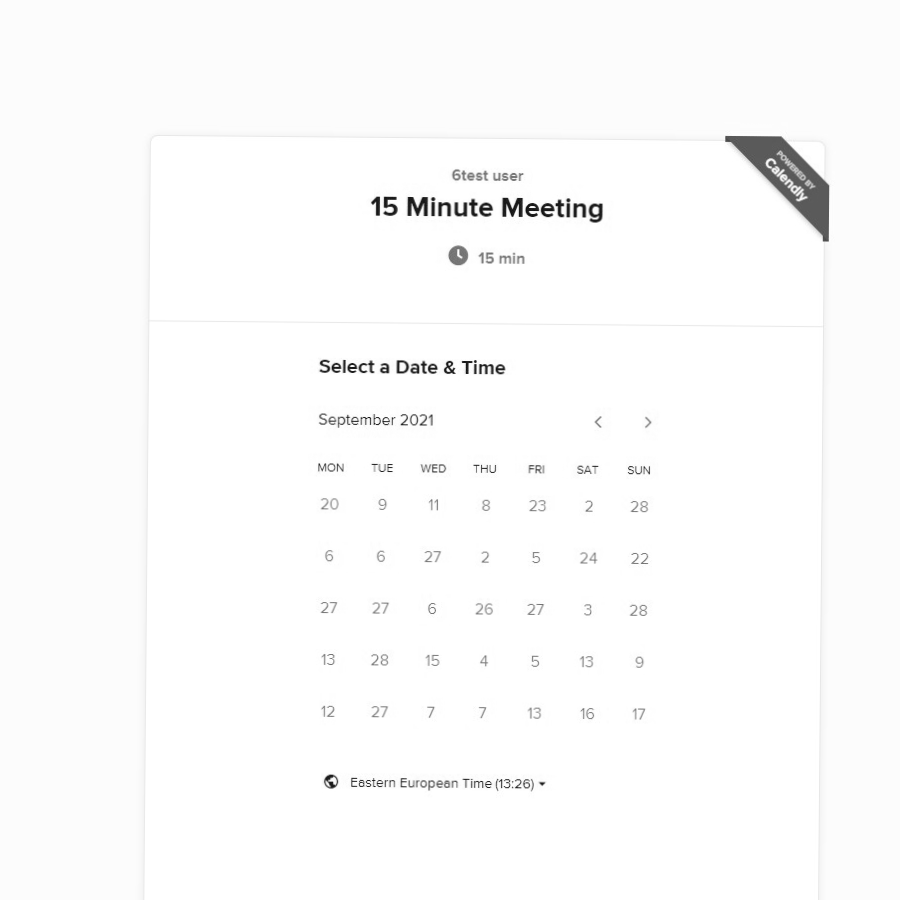 POWERED BY
Calendly
6test user
15 Minute Meeting
15 min
Select a Date & Time
September 2021
MON TUE WED THU FRI SAT SUN
20 9 11 8 23 2 28
6 6 27 2 5 24 22
27 27 6 26 27 3 28
13 28 15 4 5 13 9
12 27 7 7 13 16 17
Eastern European Time (13:26)